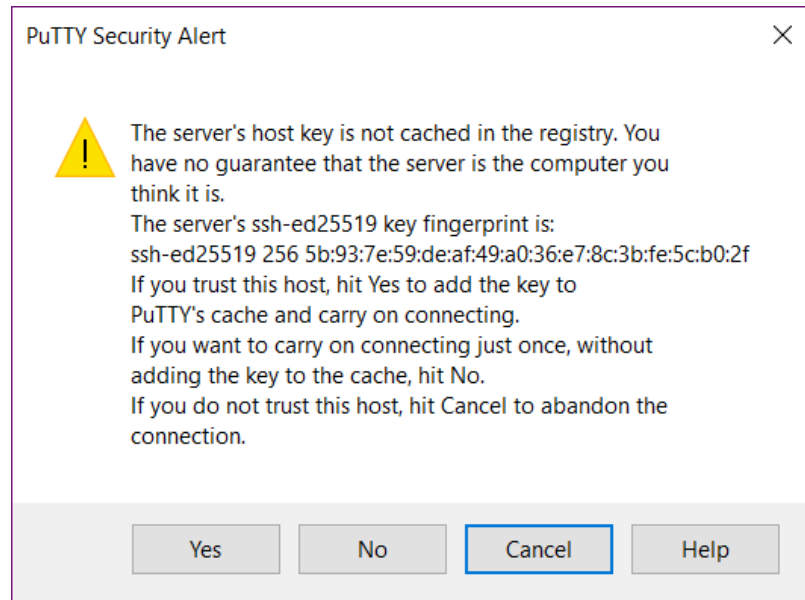 PuTTY Security Alert
The server's host key is not cached in the registry. You
have no guarantee that the server is the computer you
think it is.
The server's ssh-ed25519 key fingerprint is:
ssh-ed25519 256 5b:93:7e:59:de:af:49:a0:36:e7:8c:3b:fe:5c:b0:2f
If you trust this host, hit Yes to add the key to
PuTTY's cache and carry on connecting.
If you want to carry on connecting just once, without
adding the key to the cache, hit No.
If you do not trust this host, hit Cancel to abandon the
connection.
Yes No Cancel Help